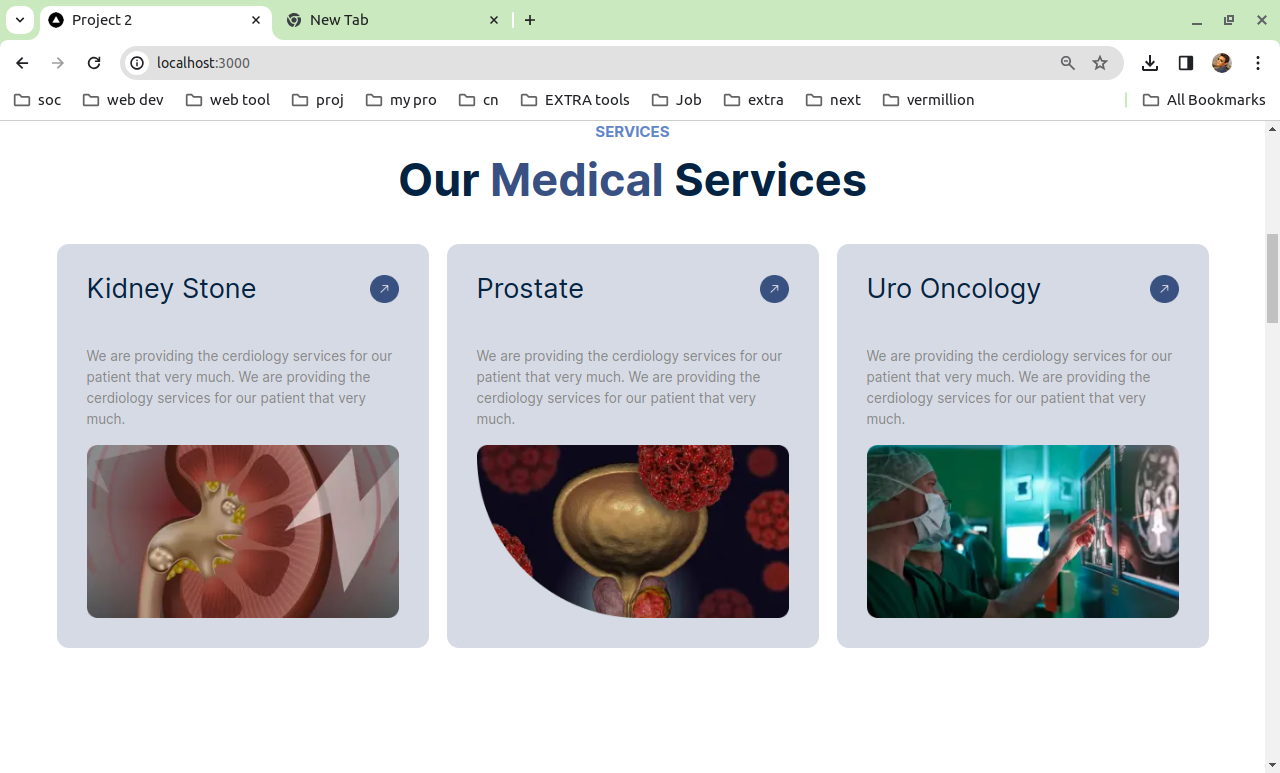 Project 2
New Tab
localhost:3000
soc web dev web tool proj my pro cn EXTRA tools Job extra next vermillion All Bookmarks
SERVICES
Our Medical Services
Kidney Stone
We are providing the cerdiology services for our
patient that very much. We are providing the
cerdiology services for our patient that very
much.
Prostate
We are providing the cerdiology services for our
patient that very much. We are providing the
cerdiology services for our patient that very
much.
Uro Oncology
We are providing the cerdiology services for our
patient that very much. We are providing the
cerdiology services for our patient that very
much.